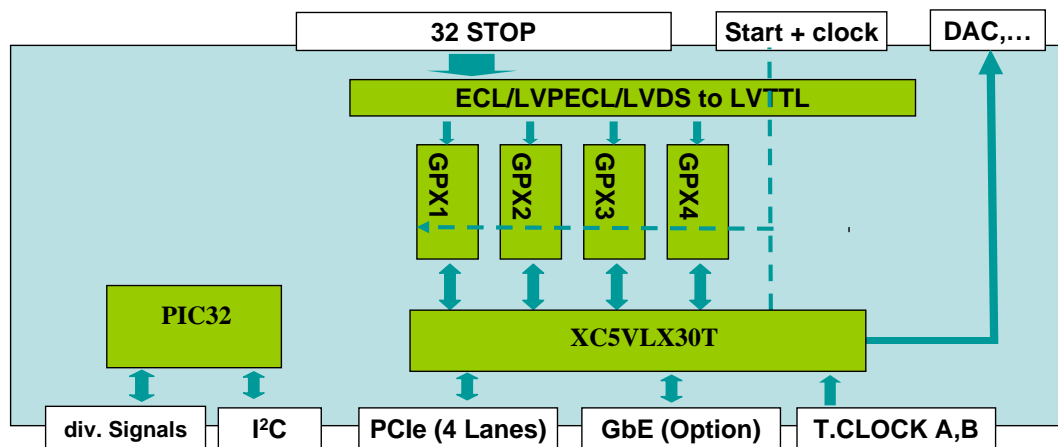 32 STOP
Start + clock
DAC,...
ECL/LVPECL/LVDS to LVTTL
GPX1
GPX2
GPX3
GPX4
PIC32
XC5VLX30T
div. Signals
I²C
PCIe (4 Lanes)
GbE (Option)
T.CLOCK A,B